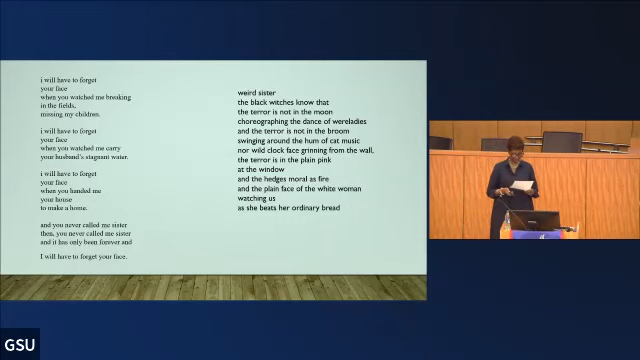 i will have to forget
your face
when you watched me breaking
in the fields,
missing my children.
i will have to forget
your face
when you watched me carry
your husband's stagnant water.
i will have to forget
your face
when you handed me
your house
to make a home.
and you never called me sister
then, you never called me sister
and it has only been forever and
I will have to forget your face.
weird sister
the black witches know that
the terror is not in the moon
choreographing the dance of wereladies
and the terror is not in the broom
swinging around the hum of cat music
nor wild clock face grinning from the wall,
the terror is in the plain pink
at the window
and the hedges moral as fire
and the plain face of the white woman
watching us
as she beats her ordinary bread
GSU